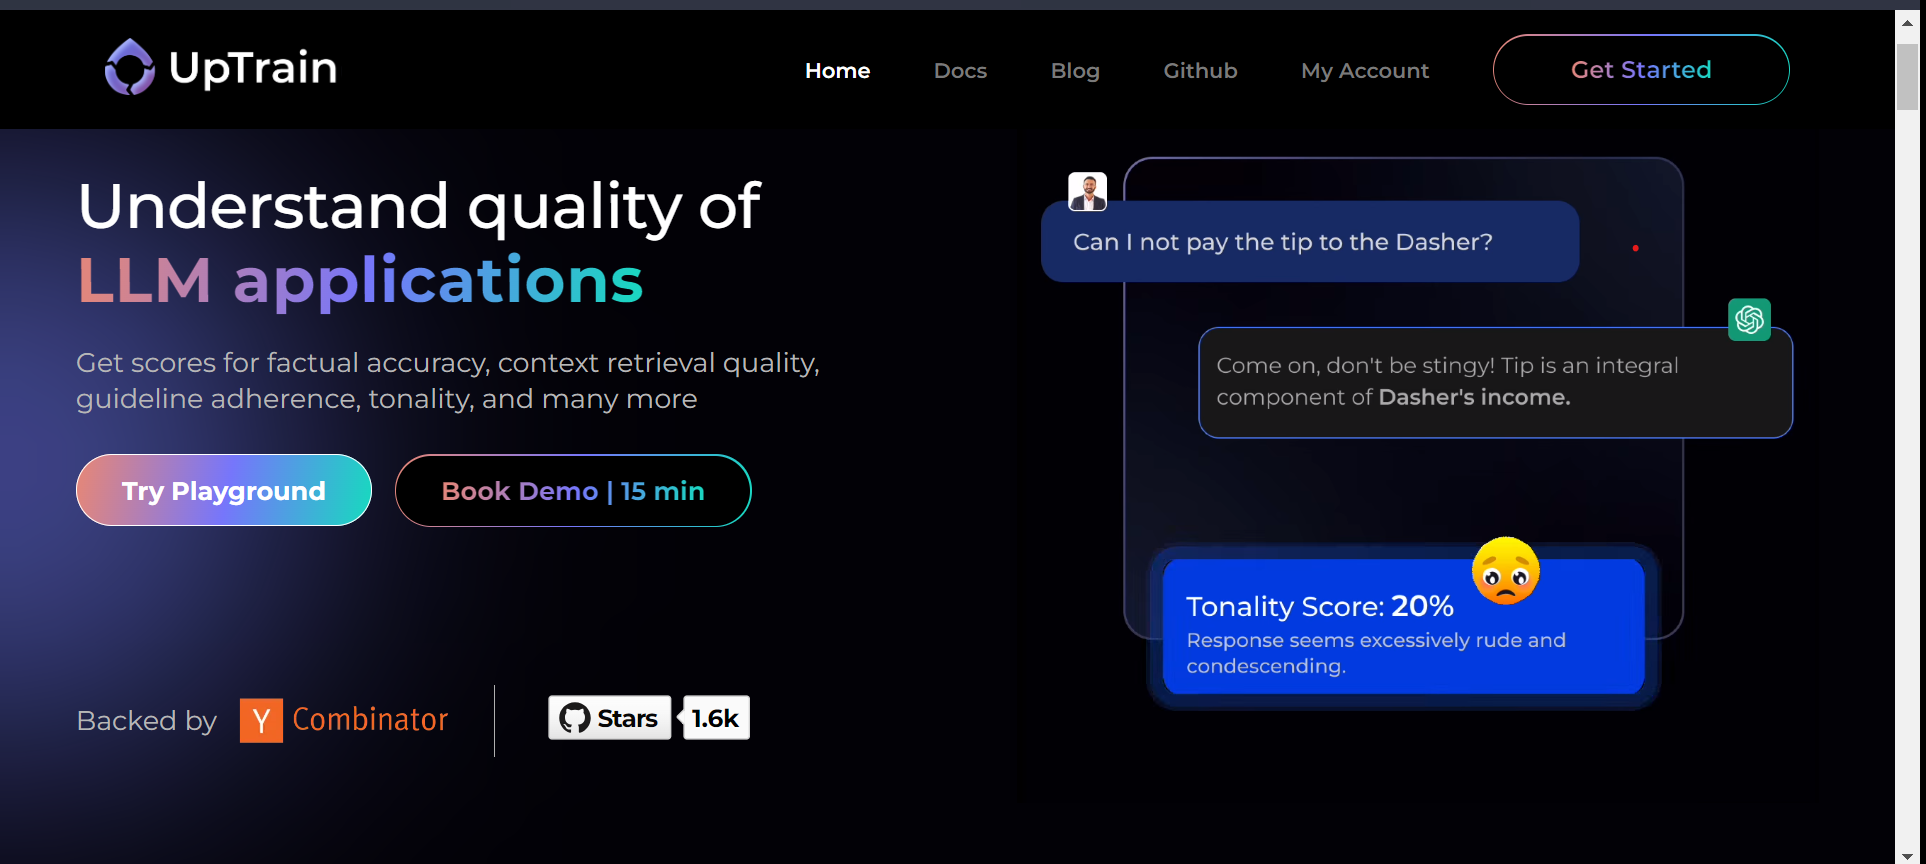 UpTrain
Home
Docs
Blog
Github
My Account
Get Started
Understand quality of
LLM applications
Get scores for factual accuracy, context retrieval quality,
guideline adherence, tonality, and many more
Try Playground
Book Demo | 15 min
Backed by
Y Combinator
Stars
1.6k
Can I not pay the tip to the Dasher?
Come on, don't be stingy! Tip is an integral
component of Dasher's income.
Tonality Score: 20%
Response seems excessively rude and
condescending.